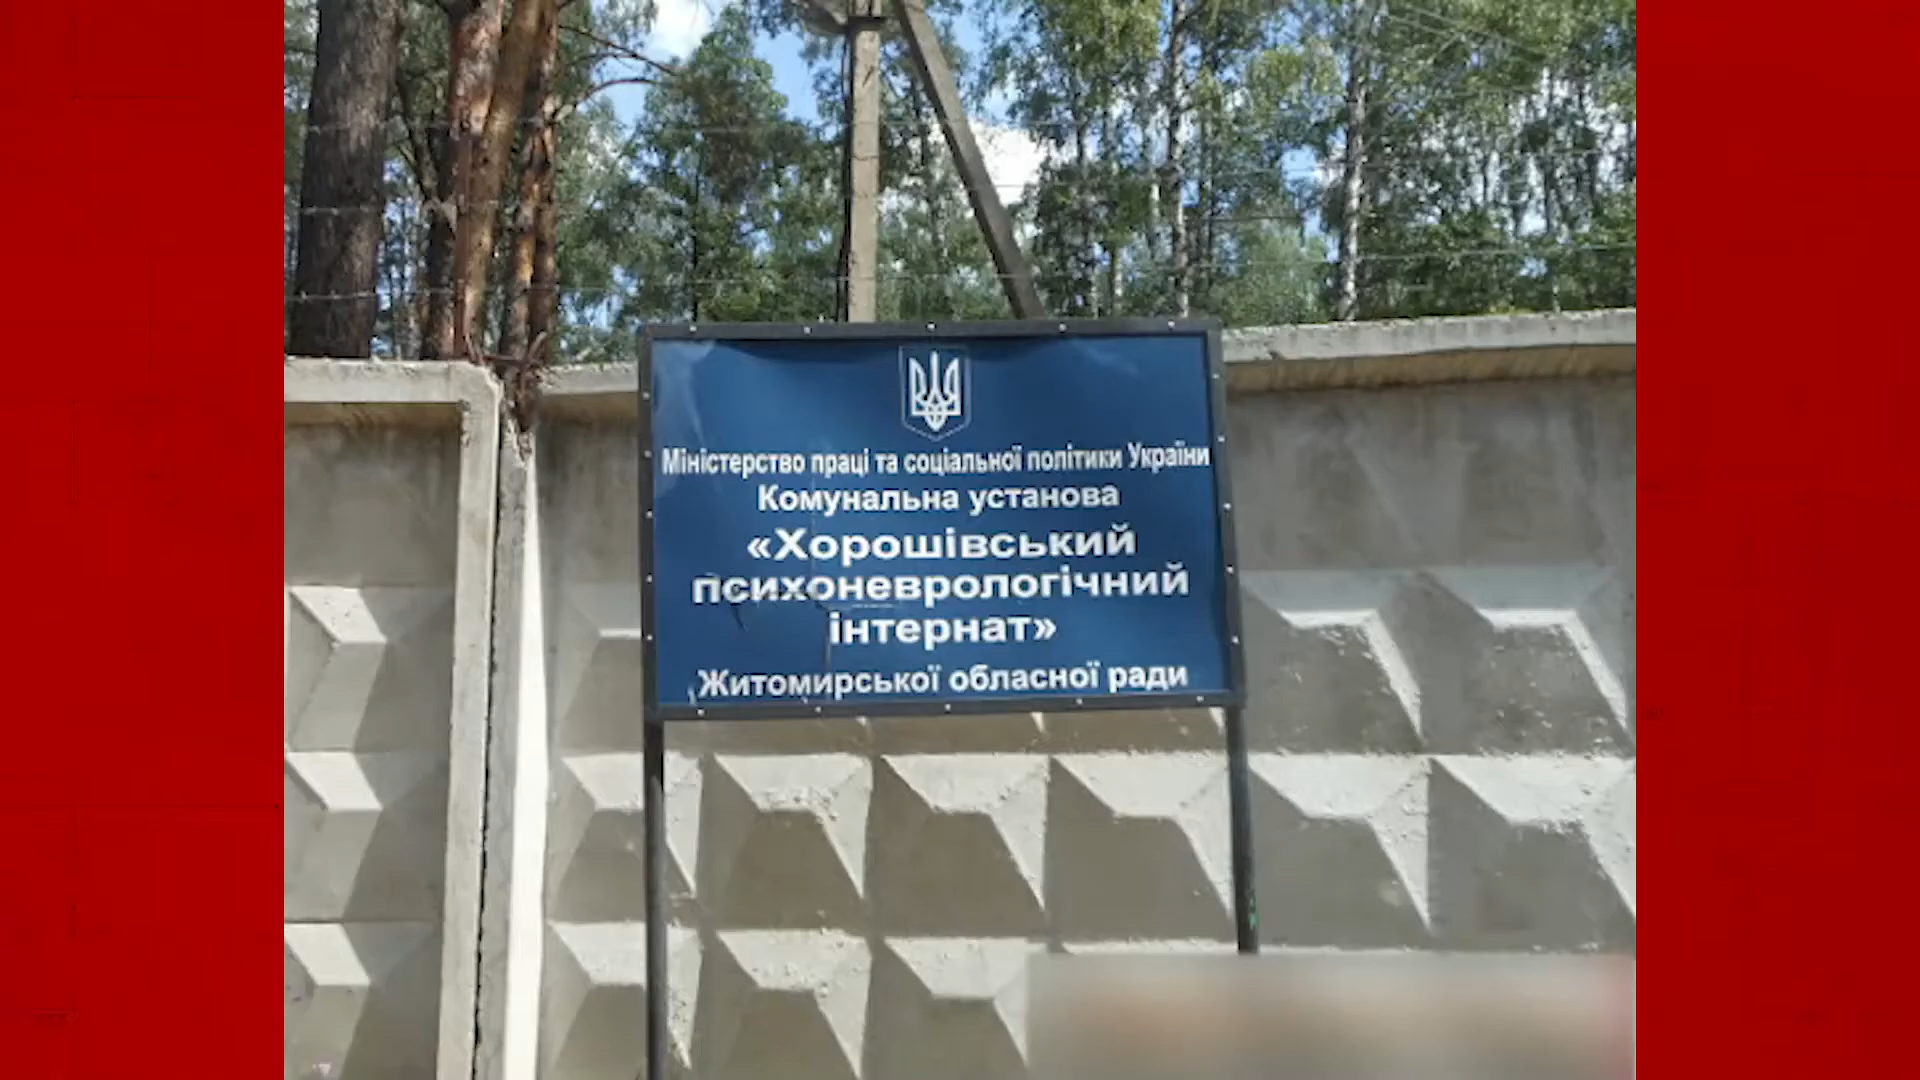 Міністерство праці та соціальної політики України
Комунальна установа
«Хорошівський
психоневрологічний
інтернат»
Житомирської обласної ради